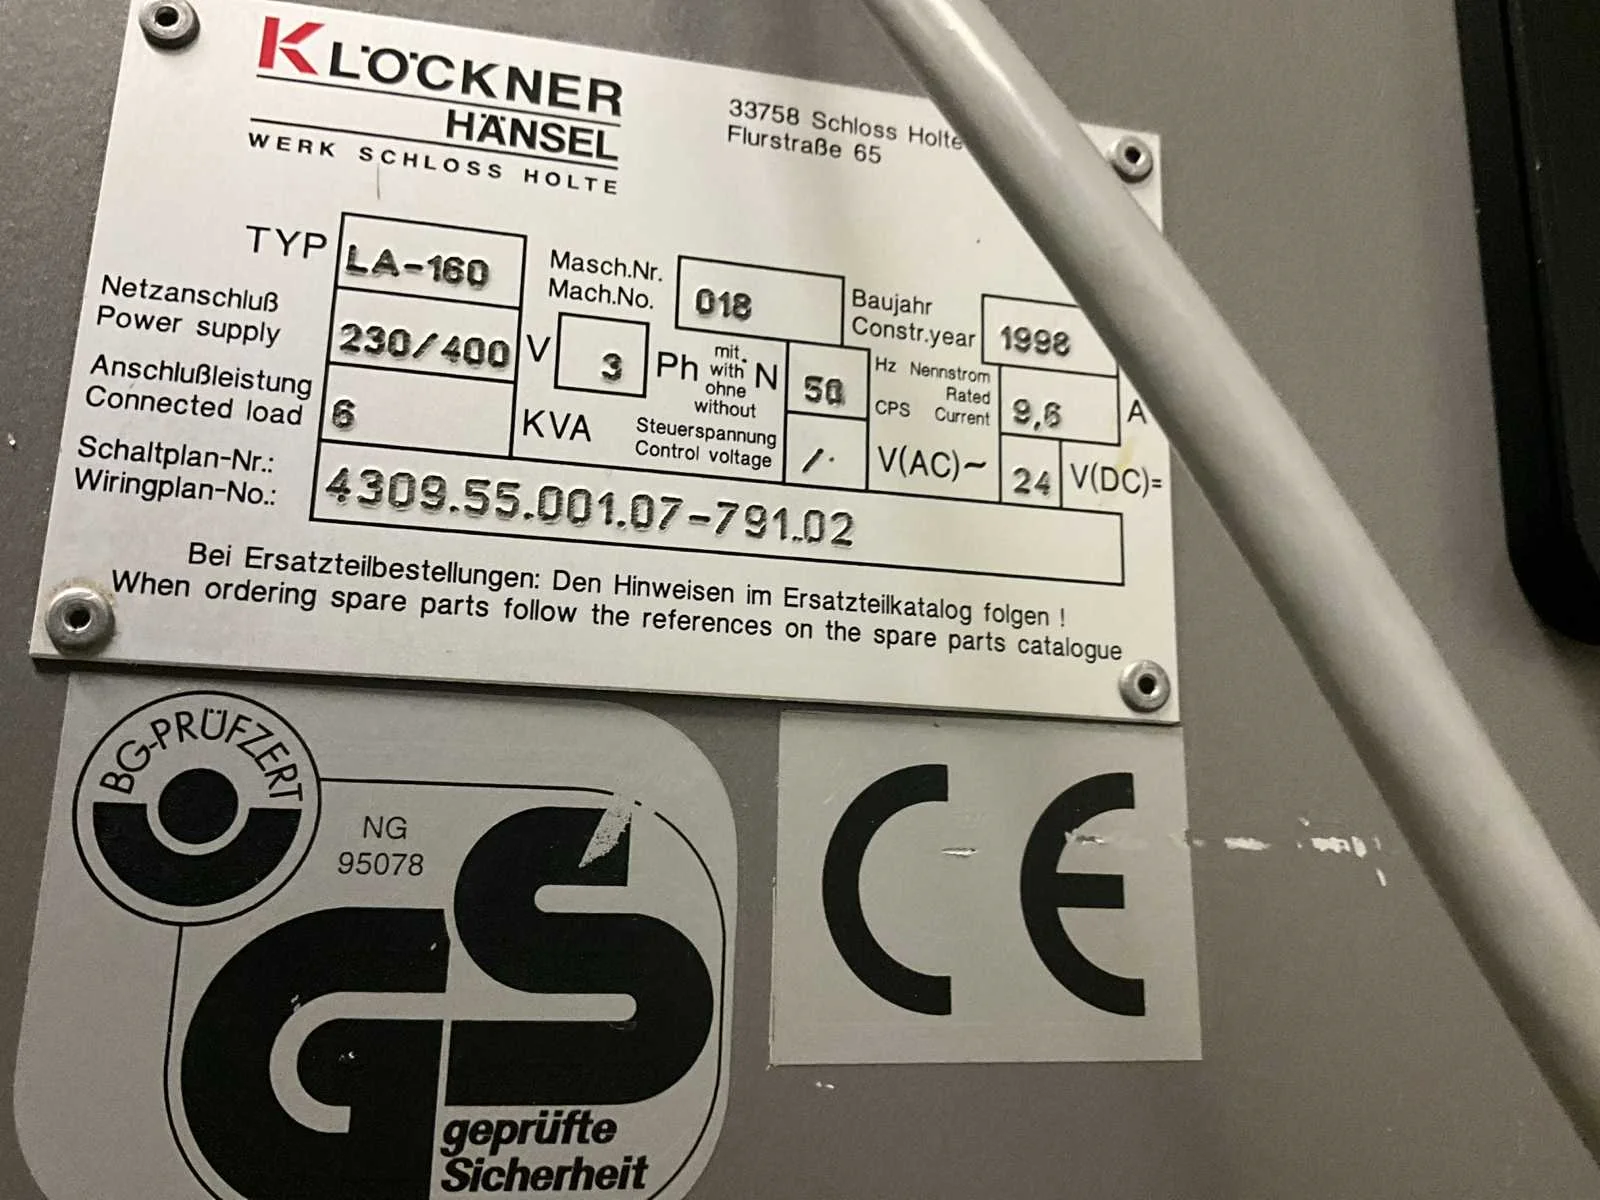 KLÖCKNER
HÄNSEL
WERK SCHLOSS HOLTE
33758 Schloss Holte
Flurstraße 65
TYP LA-160
Masch.Nr.
Mach.No. 018
Baujahr
Constr.year 1998
Netzanschluß
Power supply 230/400 V 3 Ph
mit
with
ohne
without
N 50
Hz
CPS
Nennstrom
Rated
Current 9,6 A
Anschlußleistung
Connected load 6 KVA
Steuerspannung
Control voltage /. V(AC)~ 24 V(DC)=
Schaltplan-Nr.:
Wiringplan-No.: 4309.55.001.07-791.02
Bei Ersatzteilbestellungen: Den Hinweisen im Ersatzteilkatalog folgen !
When ordering spare parts follow the references on the spare parts catalogue
BG-PRÜFZERT
NG
95078
GS
geprüfte
Sicherheit
CE